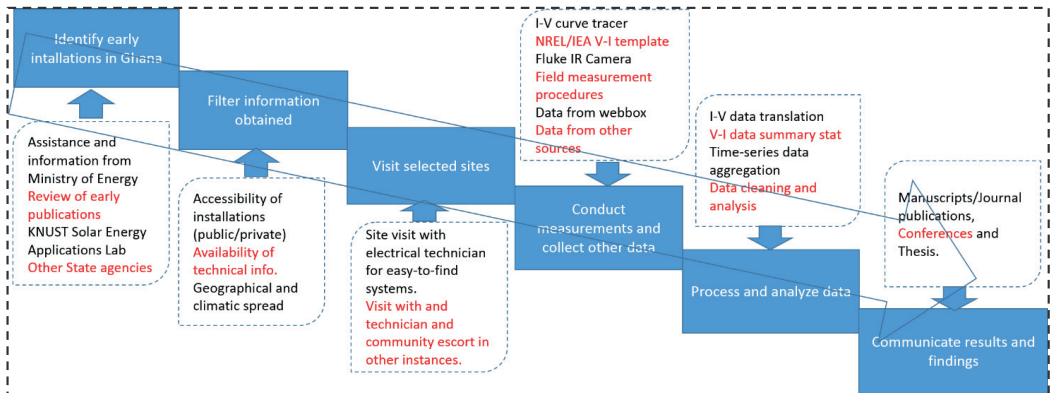 Identify early
intallations in Ghana
Assistance and
information from
Ministry of Energy
Review of early
publications
KNUST Solar Energy
Applications Lab
Other State agencies
Filter information
obtained
Accessibility of
installations
(public/private)
Availability of
technical info.
Geographical and
climatic spread
Visit selected sites
Site visit with
electrical technician
for easy-to-find
systems.
Visit with and
technician and
community escort in
other instances.
I-V curve tracer
NREL/IEA V-I template
Fluke IR Camera
Field measurement
procedures
Data from webbox
Data from other
sources
Conduct
measurements and
collect other data
I-V data translation
V-I data summary stat
Time-series data
aggregation
Data cleaning and
analysis
Process and analyze data
Manuscripts/Journal
publications,
Conferences and
Thesis.
Communicate results and
findings